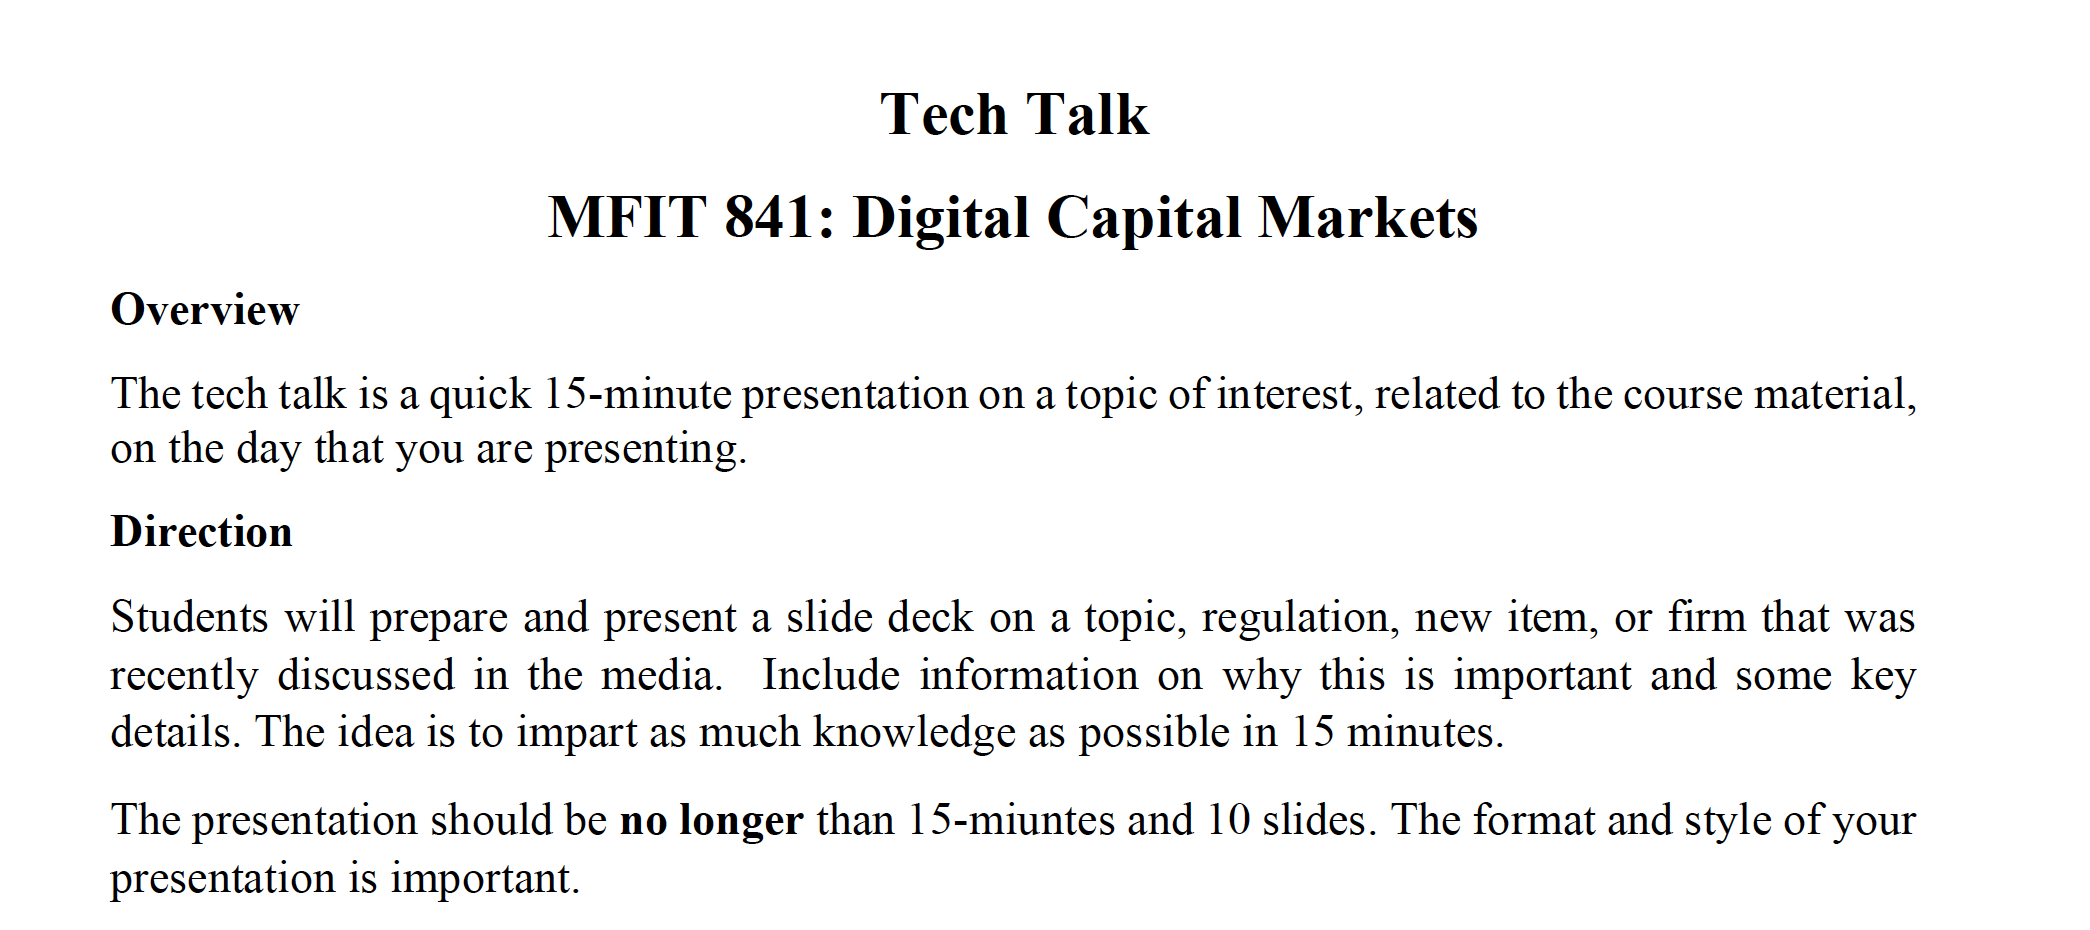 Tech Talk
MFIT 841: Digital Capital Markets
Overview
The tech talk is a quick 15-minute presentation on a topic of interest, related to the course material,
on the day that you are presenting.
Direction
Students will prepare and present a slide deck on a topic, regulation, new item, or firm that was
recently discussed in the media.  Include information on why this is important and some key
details. The idea is to impart as much knowledge as possible in 15 minutes.
The presentation should be no longer than 15-miuntes and 10 slides. The format and style of your
presentation is important.